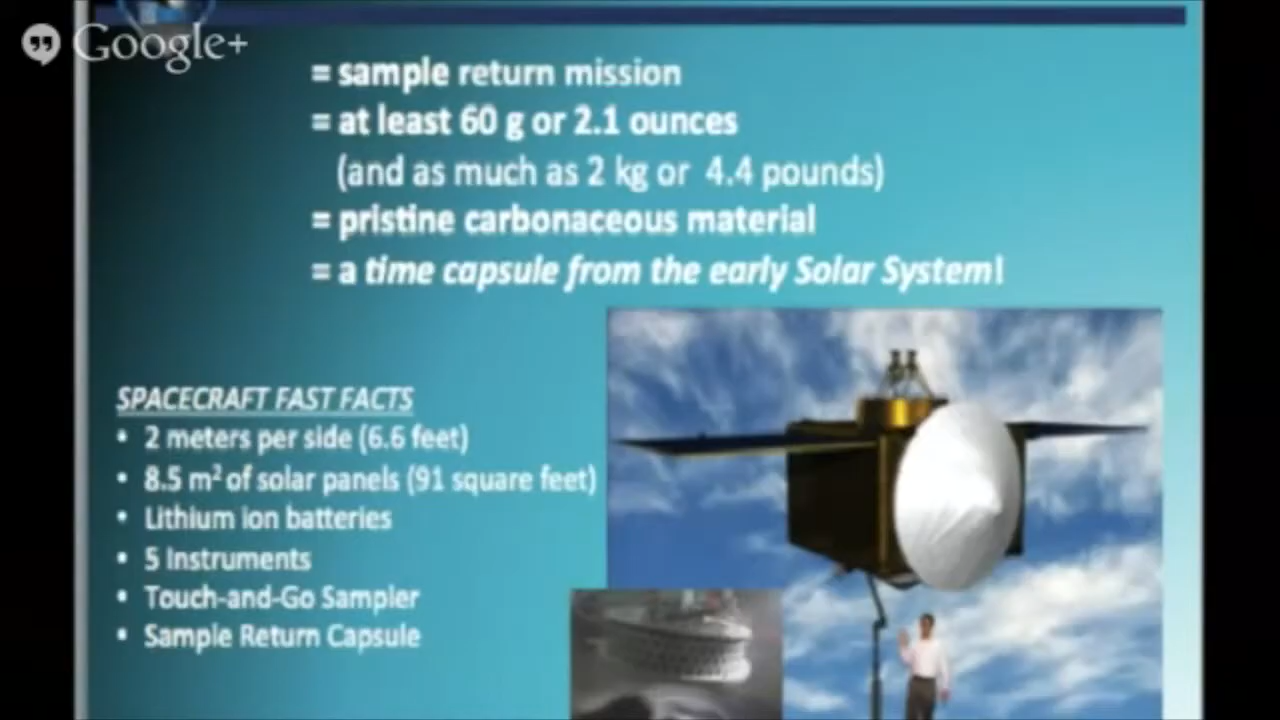 Google+
= sample return mission
= at least 60 g or 2.1 ounces
(and as much as 2 kg or 4.4 pounds)
= pristine carbonaceous material
= a time capsule from the early Solar System!
SPACECRAFT FAST FACTS
• 2 meters per side (6.6 feet)
• 8.5 m² of solar panels (91 square feet)
• Lithium ion batteries
• 5 Instruments
• Touch-and-Go Sampler
• Sample Return Capsule